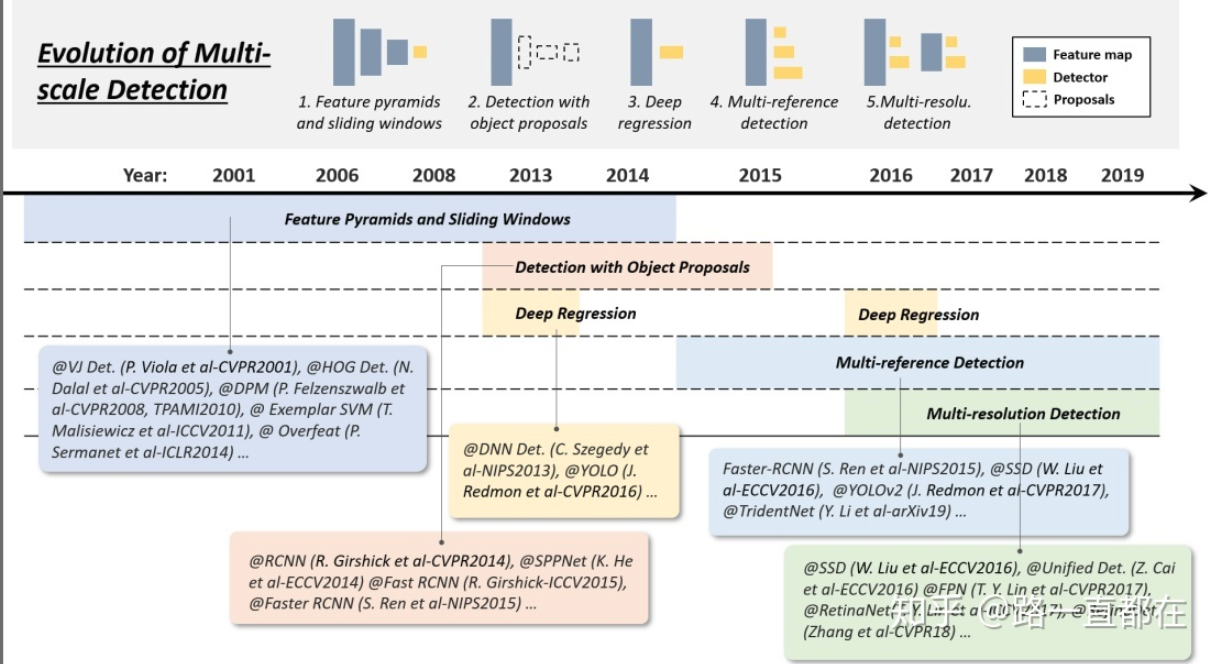 Evolution of Multi-
scale Detection
1. Feature pyramids
and sliding windows
2. Detection with
object proposals
3. Deep
regression
4. Multi-reference
detection
5.Multi-resolu.
detection
Feature map
Detector
Proposals
Year: 2001 2006 2008 2013 2014 2015 2016 2017 2018 2019
Feature Pyramids and Sliding Windows
Detection with Object Proposals
Deep Regression
Deep Regression
Multi-reference Detection
Multi-resolution Detection
@VJ Det. (P. Viola et al-CVPR2001), @HOG Det. (N.
Dalal et al-CVPR2005), @DPM (P. Felzenszwalb et
al-CVPR2008, TPAMI2010), @ Exemplar SVM (T.
Malisiewicz et al-ICCV2011), @ Overfeat (P.
Sermanet et al-ICLR2014) ...
@DNN Det. (C. Szegedy et
al-NIPS2013), @YOLO (J.
Redmon et al-CVPR2016) ...
Faster-RCNN (S. Ren et al-NIPS2015), @SSD (W. Liu et
al-ECCV2016), @YOLOv2 (J. Redmon et al-CVPR2017),
@TridentNet (Y. Li et al-arXiv19) ...
@RCNN (R. Girshick et al-CVPR2014), @SPPNet (K. He
et al-ECCV2014) @Fast RCNN (R. Girshick-ICCV2015),
@Faster RCNN (S. Ren et al-NIPS2015) ...
@SSD (W. Liu et al-ECCV2016), @Unified Det. (Z. Cai
et al-ECCV2016) @FPN (T. Y. Lin et al-CVPR2017),
@RetinaNet
(Zhang et al-CVPR18) ...
知乎 @路一直都在